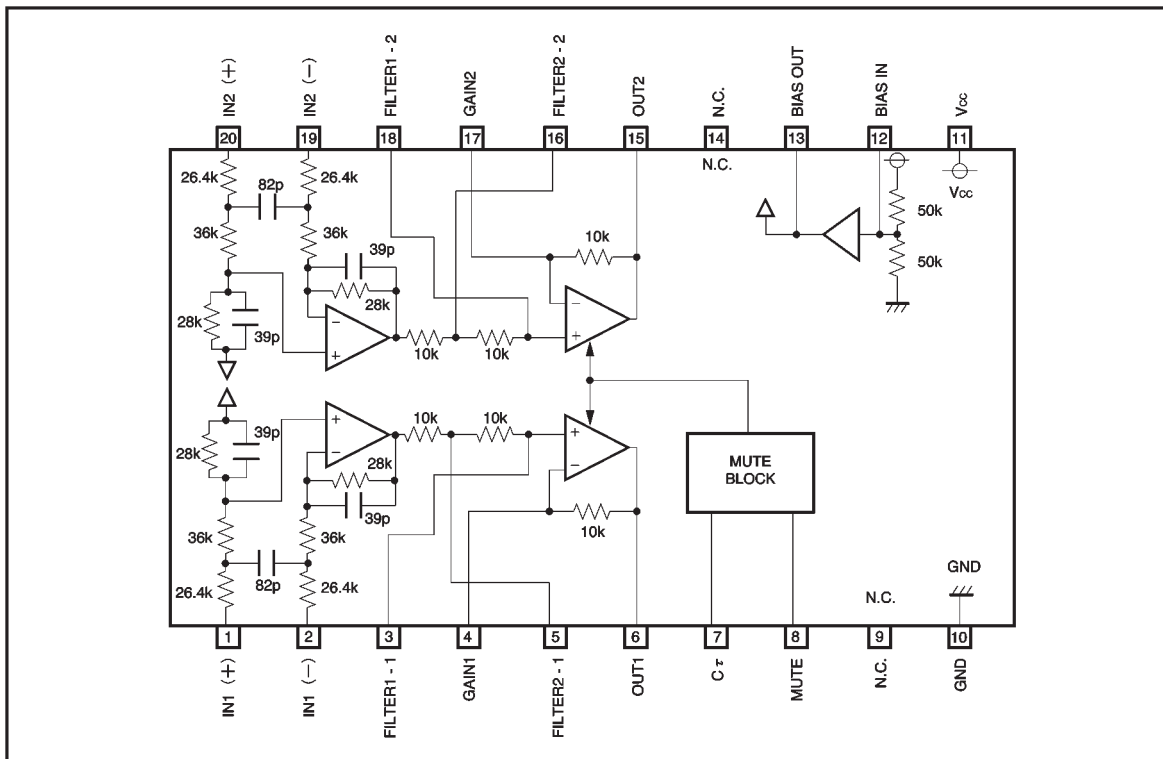 IN2 (+)
IN2 (−)
FILTER1 - 2
GAIN2
FILTER2 - 2
OUT2
N.C.
BIAS OUT
BIAS IN
Vcc
20
19
18
17
16
15
14
13
12
11
N.C.
Vcc
26.4k
82p
26.4k
36k
36k
39p
28k
28k
39p
−
+
10k
10k
10k
−
+
50k
50k
28k
39p
+
−
10k
10k
28k
39p
+
−
10k
36k
36k
82p
26.4k
26.4k
MUTE
BLOCK
N.C.
GND
1
2
3
4
5
6
7
8
9
10
IN1 (+)
IN1 (−)
FILTER1 - 1
GAIN1
FILTER2 - 1
OUT1
Cτ
MUTE
N.C.
GND